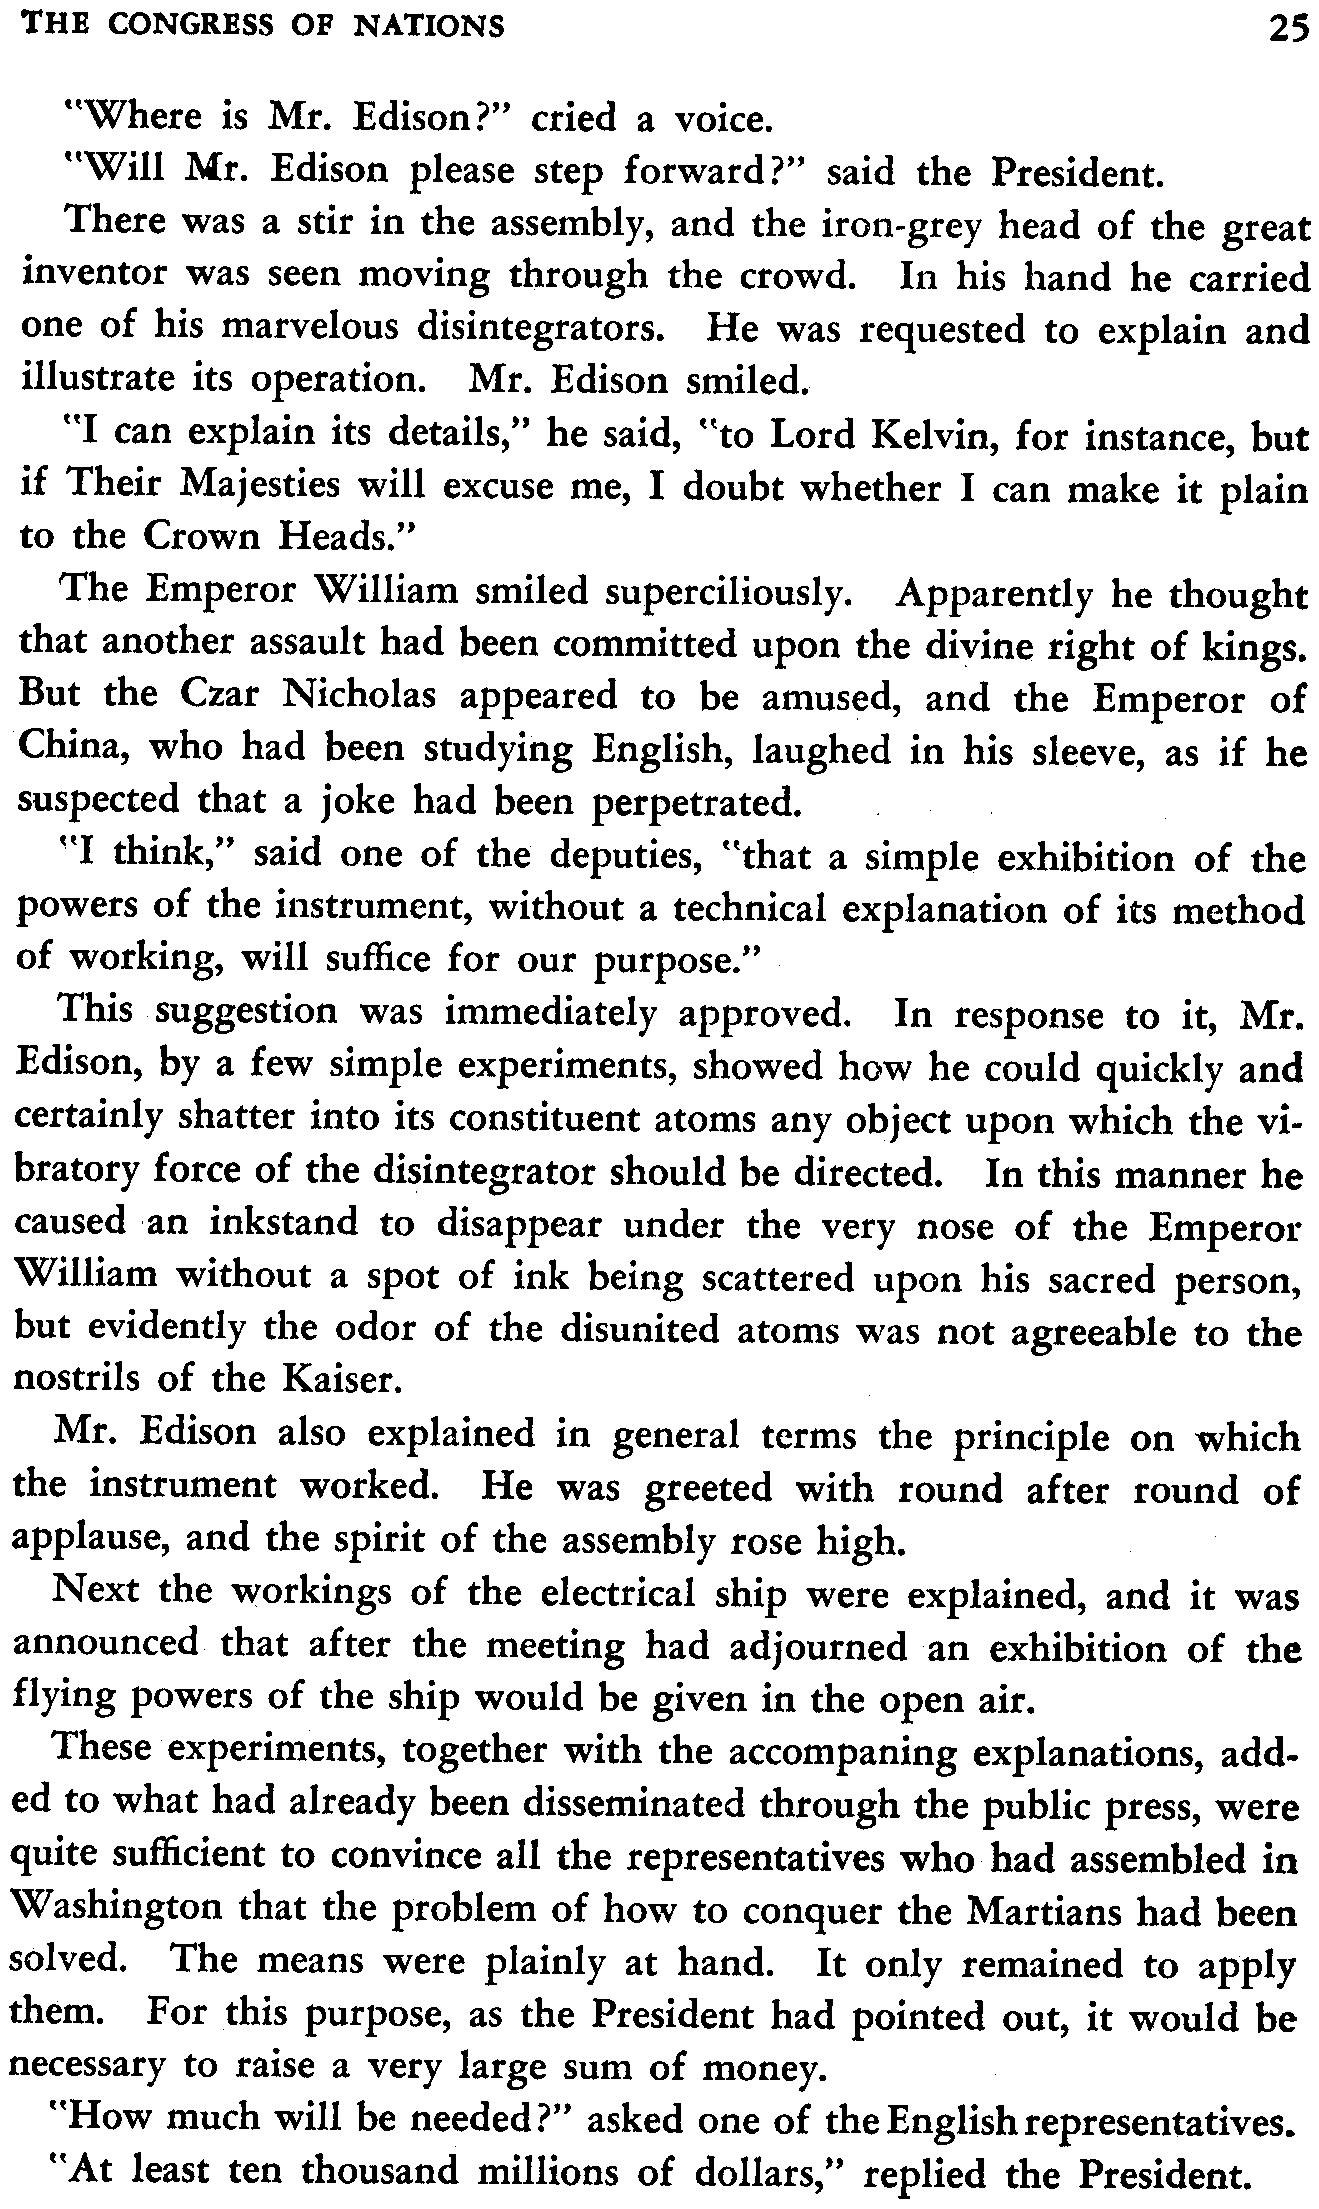 THE CONGRESS OF NATIONS 25
"Where is Mr. Edison?" cried a voice.
"Will Mr. Edison please step forward?" said the President.
There was a stir in the assembly, and the iron-grey head of the great
inventor was seen moving through the crowd. In his hand he carried
one of his marvelous disintegrators. He was requested to explain and
illustrate its operation. Mr. Edison smiled.
"I can explain its details," he said, "to Lord Kelvin, for instance, but
if Their Majesties will excuse me, I doubt whether I can make it plain
to the Crown Heads."
The Emperor William smiled superciliously. Apparently he thought
that another assault had been committed upon the divine right of kings.
But the Czar Nicholas appeared to be amused, and the Emperor of
China, who had been studying English, laughed in his sleeve, as if he
suspected that a joke had been perpetrated.
"I think," said one of the deputies, "that a simple exhibition of the
powers of the instrument, without a technical explanation of its method
of working, will suffice for our purpose."
This suggestion was immediately approved. In response to it, Mr.
Edison, by a few simple experiments, showed how he could quickly and
certainly shatter into its constituent atoms any object upon which the vi-
bratory force of the disintegrator should be directed. In this manner he
caused an inkstand to disappear under the very nose of the Emperor
William without a spot of ink being scattered upon his sacred person,
but evidently the odor of the disunited atoms was not agreeable to the
nostrils of the Kaiser.
Mr. Edison also explained in general terms the principle on which
the instrument worked. He was greeted with round after round of
applause, and the spirit of the assembly rose high.
Next the workings of the electrical ship were explained, and it was
announced that after the meeting had adjourned an exhibition of the
flying powers of the ship would be given in the open air.
These experiments, together with the accompaning explanations, add-
ed to what had already been disseminated through the public press, were
quite sufficient to convince all the representatives who had assembled in
Washington that the problem of how to conquer the Martians had been
solved. The means were plainly at hand. It only remained to apply
them. For this purpose, as the President had pointed out, it would be
necessary to raise a very large sum of money.
"How much will be needed?" asked one of the English representatives.
"At least ten thousand millions of dollars," replied the President.